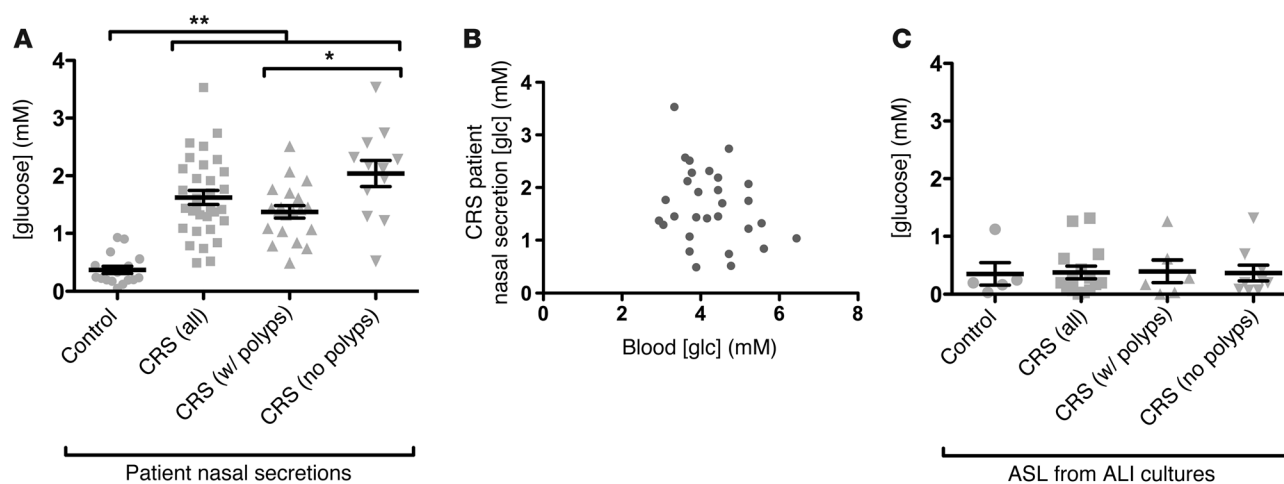 A
**
*
[glucose] (mM)
4
3
2
1
0
Control
CRS (all)
CRS (w/ polyps)
CRS (no polyps)
Patient nasal secretions
B
CRS patient
nasal secretion [glc] (mM)
4
3
2
1
0
0
2
4
6
8
Blood [glc] (mM)
C
[glucose] (mM)
4
3
2
1
0
Control
CRS (all)
CRS (w/ polyps)
CRS (no polyps)
ASL from ALI cultures